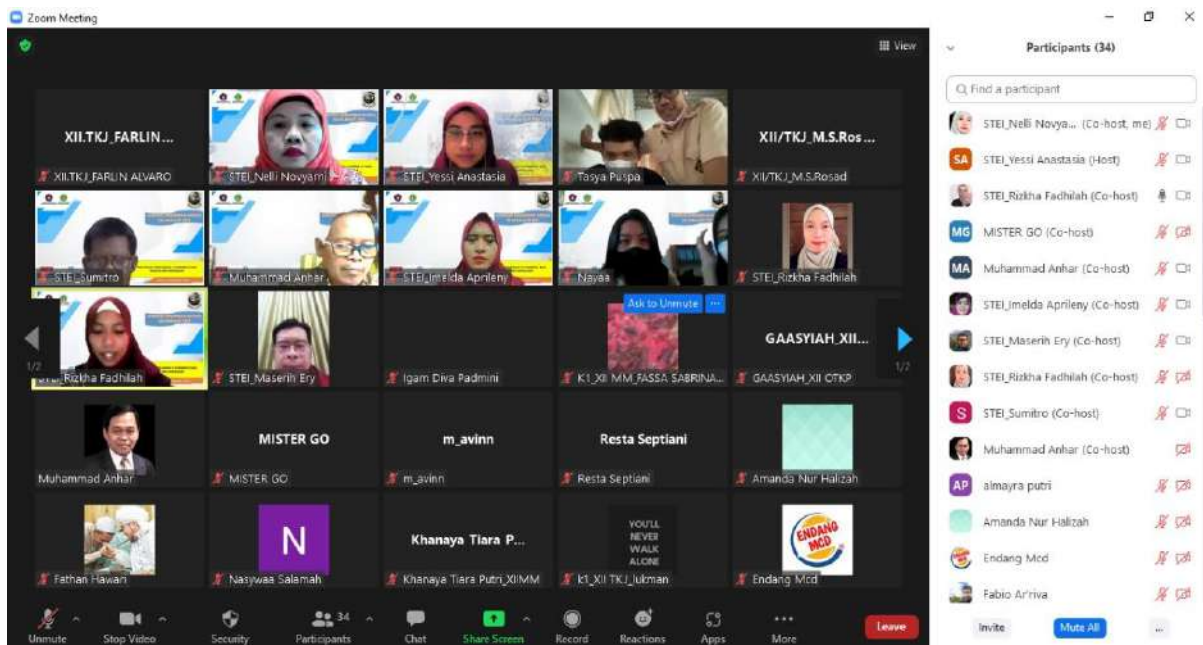 Zoom Meeting
View
XII.TKJ_FARLIN...
XII.TKJ_FARLIN ALVARO
STEI_Nelli Novyarni
STEI_Yessi Anastasia
Tasya Puspa
XII/TKJ_M.S.Ros...
XII/TKJ_M.S.Rosad
STEI_Sumitro
Muhammad Anhar
STEI_Imelda Aprileny
Nayaa
STEI_Rizkha Fadhilah
1/2
Rizkha Fadhilah
STEI_Maserih Ery
Igam Diva Padmini
Ask to Unmute ...
K1_XII MM_FASSA SABRINA...
GAASYIAH_XII...
GAASYIAH_XII OTKP
1/2
Muhammad Anhar
MISTER GO
MISTER GO
m_avinn
m_avinn
Resta Septiani
Resta Septiani
Amanda Nur Halizah
Fathan Hawari
N
Nasywaa Salamah
Khanaya Tiara P...
Khanaya Tiara Putri_XIIMM
YOU'LL
NEVER
WALK
ALONE
k1_XII TKJ_lukman
ENDANG
MCD
Endang Mcd
Unmute
Stop Video
Security
34
Participants
Chat
Share Screen
Record
Reactions
Apps
More
Leave
Participants (34)
Find a participant
STEI_Nelli Novya... (Co-host, me)
SA STEI_Yessi Anastasia (Host)
STEI_Rizkha Fadhilah (Co-host)
MG MISTER GO (Co-host)
MA Muhammad Anhar (Co-host)
STEI_Imelda Aprileny (Co-host)
STEI_Maserih Ery (Co-host)
STEI_Rizkha Fadhilah (Co-host)
S STEI_Sumitro (Co-host)
Muhammad Anhar (Co-host)
AP almayra putri
Amanda Nur Halizah
Endang Mcd
Fabio Ar'riva
Invite
Mute All
...